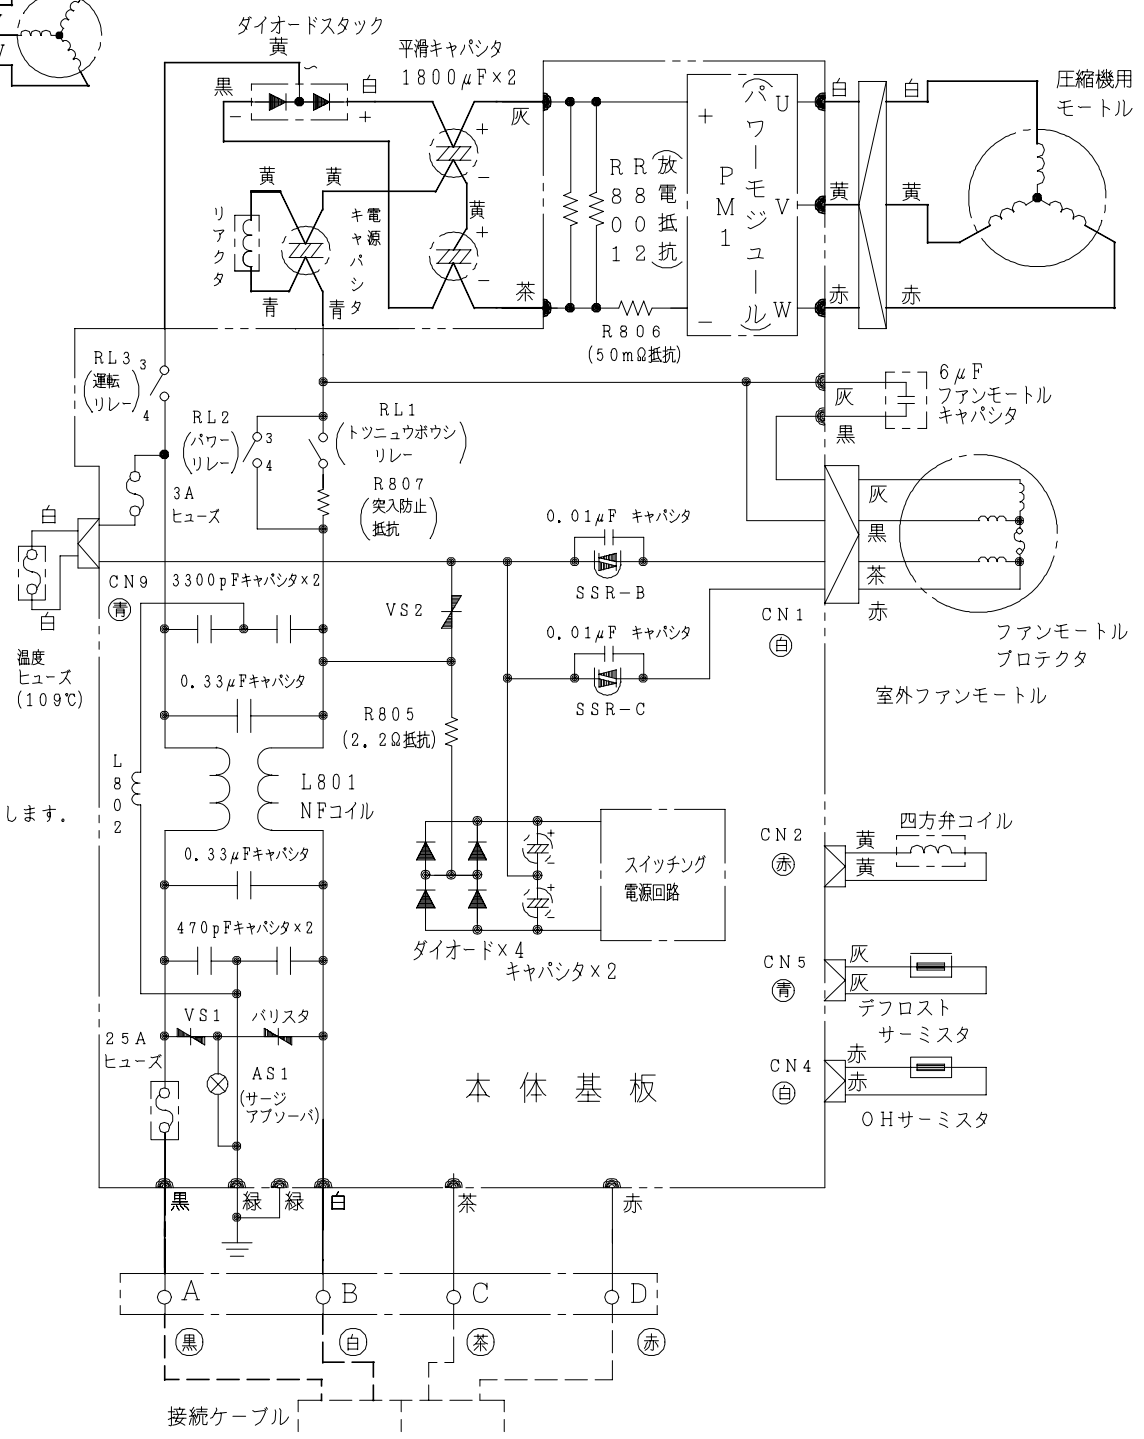 ダイオードスタック
黄
~
黒
白
-
+
平滑キャパシタ
1800μF×2
灰
+
-
黄
黄
黄
リアクタ
電源
キャパシタ
青
青
黄
+
-
茶
R801
R802
(放電抵抗)
R806
(50mΩ抵抗)
+
-
PM1
(パワーモジュール)
U
V
W
白
黄
赤
白
黄
赤
圧縮機用
モートル
RL3
(運転
リレー)
3
4
RL2
(パワー
リレー)
3
4
RL1
(トツニュウボウシ
リレー)
R807
(突入防止
抵抗)
灰
黒
6μF
ファンモートル
キャパシタ
3A
ヒューズ
白
白
CN9
青
温度
ヒューズ
(109℃)
3300pFキャパシタ×2
VS2
0.01μF キャパシタ
SSR-B
0.01μF キャパシタ
SSR-C
灰
黒
茶
赤
CN1
白
ファンモートル
プロテクタ
室外ファンモートル
0.33μFキャパシタ
R805
(2.2Ω抵抗)
L802
L801
NFコイル
します.
0.33μFキャパシタ
470pFキャパシタ×2
+
-
+
-
ダイオード×4
キャパシタ×2
スイッチング
電源回路
CN2
赤
黄
黄
四方弁コイル
CN5
青
灰
灰
デフロスト
サーミスタ
CN4
白
赤
赤
OHサーミスタ
VS1
バリスタ
25A
ヒューズ
AS1
(サージ
アブソーバ)
本体基板
黒
緑
緑
白
茶
赤
A
B
C
D
黒
白
茶
赤
接続ケーブル